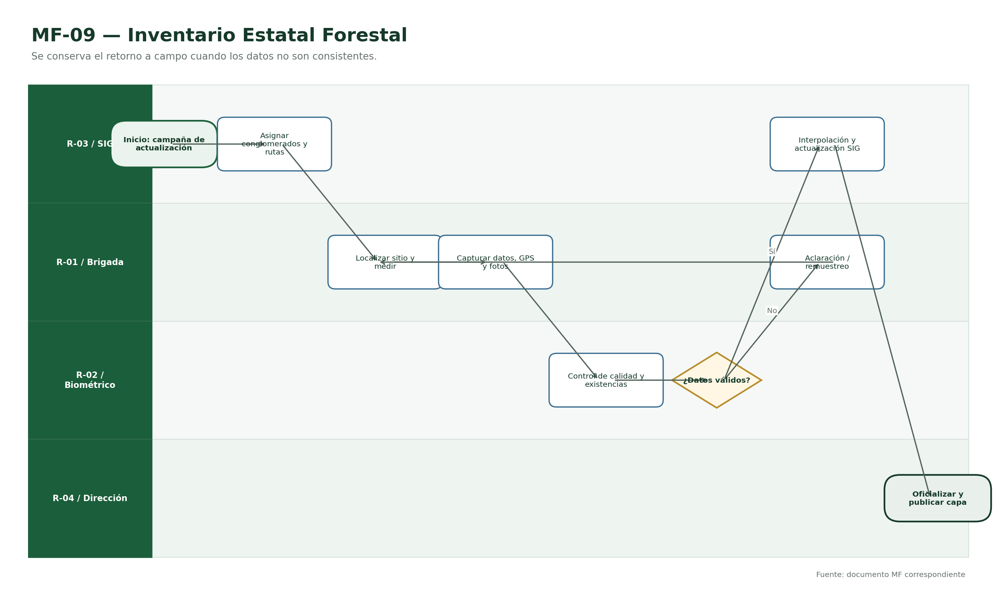 MF-09 — Inventario Estatal Forestal
Se conserva el retorno a campo cuando los datos no son consistentes.
R-03 / SIG
Inicio: campaña de
actualización
Asignar
conglomerados y
rutas
Interpolación y
actualización SIG
R-01 / Brigada
Localizar sitio y
medir
Capturar datos, GPS
y fotos
Sí
Aclaración /
remuestreo
No
R-02 /
Biométrico
Control de calidad y
existencias
¿Datos válidos?
R-04 / Dirección
Oficializar y
publicar capa
Fuente: documento MF correspondiente